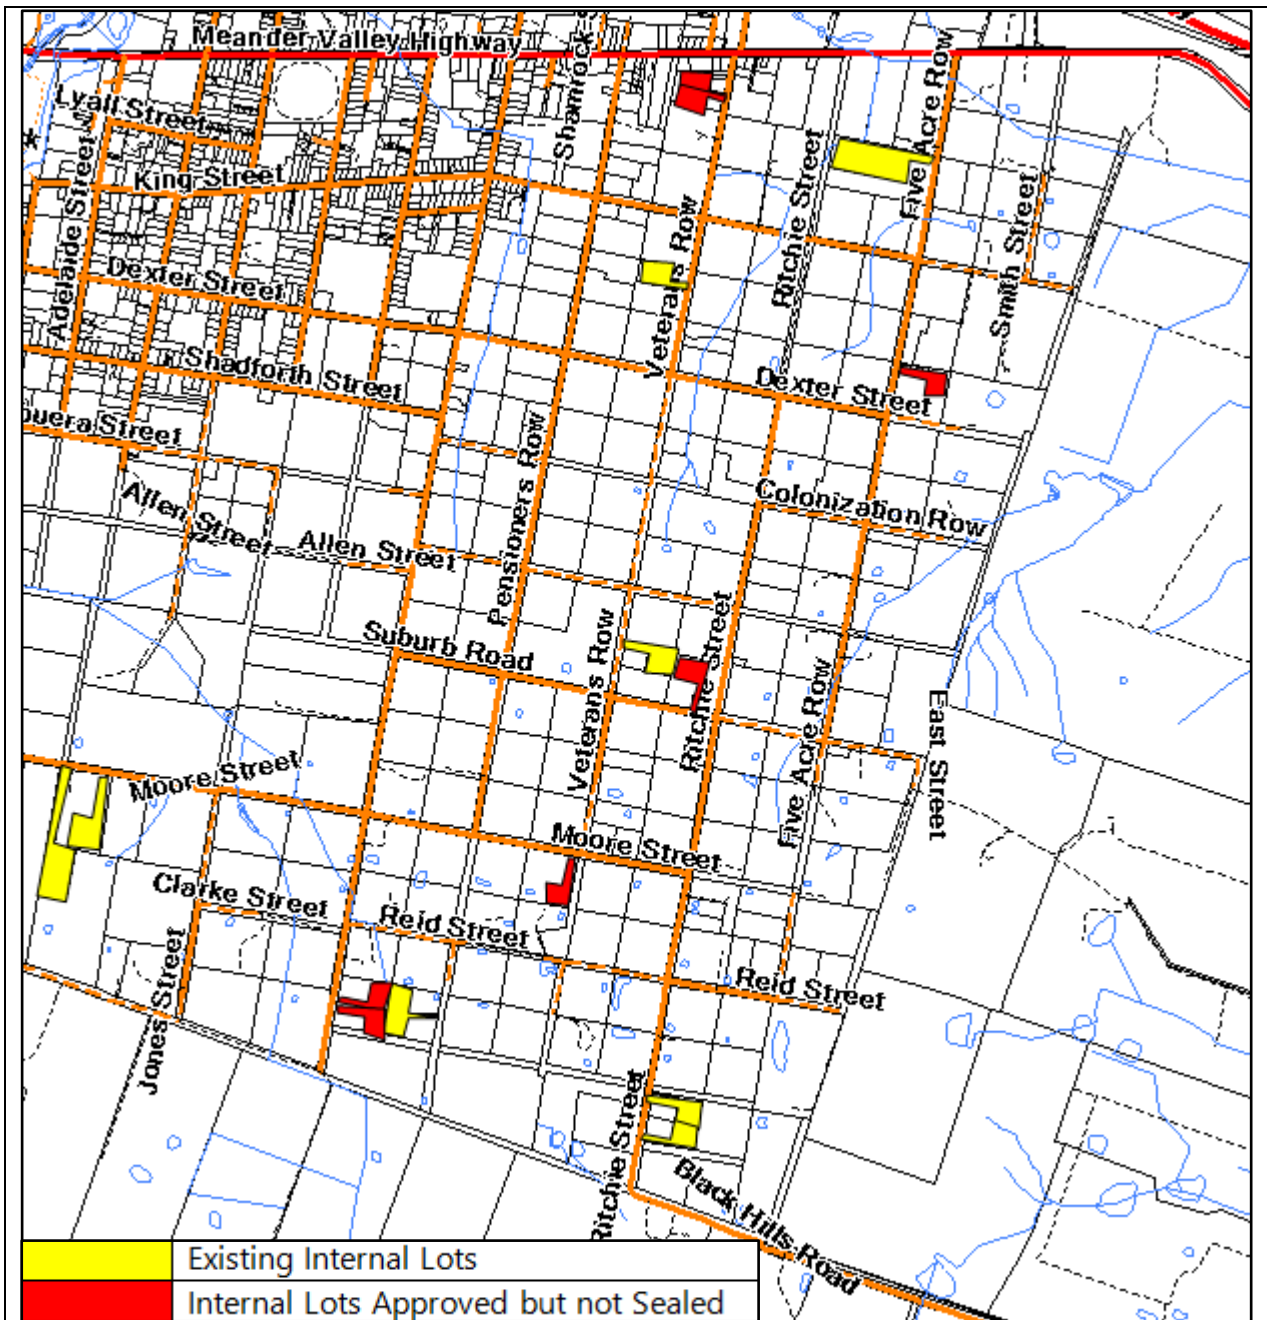 Meander Valley Highway
Shamrock S
Five Acre Row
Lyall Street
Ritchie Street
King Street
Adelaide Street
Veterans Row
Smith Street
Dexter Street
Shadforth Street
Dexter Street
ouera Street
Pensioners Row
Colonization Row
Allen Street
Allen Street
Suburb Road
Veterans Row
Ritchie Street
Five Acre Row
East Street
Moore Street
Moore Street
Clarke Street
Reid Street
Reid Street
Jones Street
Ritchie Street
Black Hills Road
Existing Internal Lots
Internal Lots Approved but not Sealed